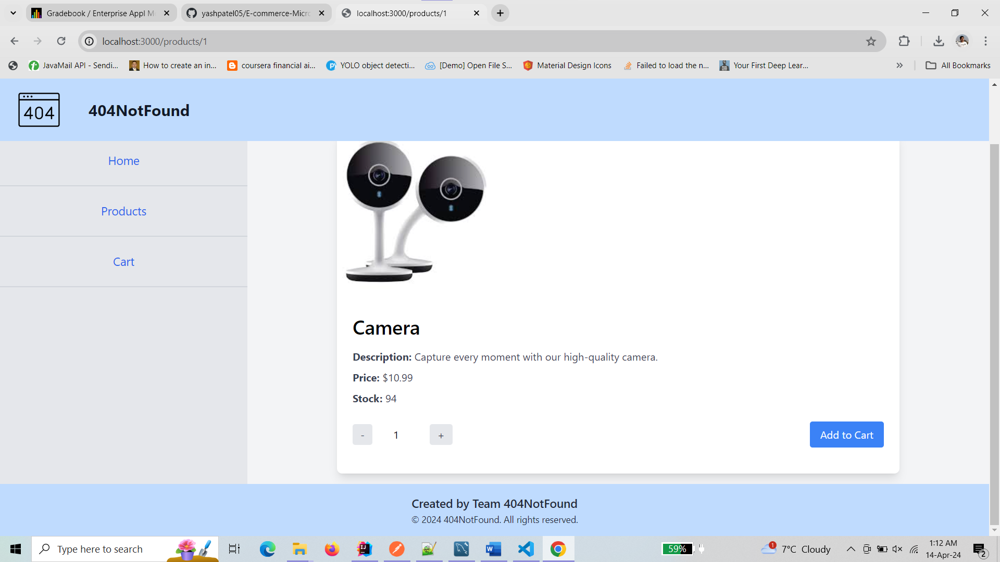 Gradebook / Enterprise Appl M
yashpatel05/E-commerce-Micro
localhost:3000/products/1
localhost:3000/products/1
JavaMail API - Sendi...
How to create an in...
coursera financial ai...
YOLO object detecti...
[Demo] Open File S...
Material Design Icons
Failed to load the n...
Your First Deep Lear...
All Bookmarks
404
404NotFound
Home
Products
Cart
Camera
Description: Capture every moment with our high-quality camera.
Price: $10.99
Stock: 94
- 1 +
Add to Cart
Created by Team 404NotFound
© 2024 404NotFound. All rights reserved.
Type here to search
59%
1
7°C Cloudy
1:12 AM
14-Apr-24
2